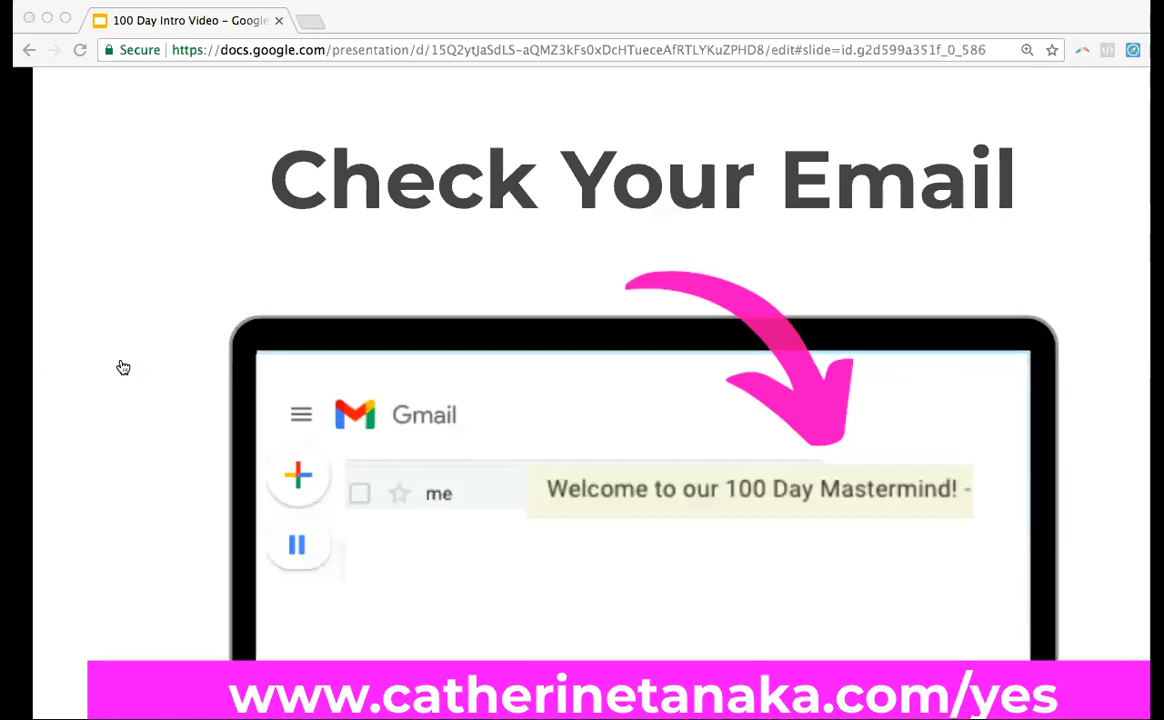 100 Day Intro Video – Google
Secure https://docs.google.com/presentation/d/15Q2ytJaSdLS-aQMZ3kFs0xDcHTueceAfRTLYKuZPHD8/edit#slide=id.g2d599a351f_0_586
Check Your Email
Gmail
me Welcome to our 100 Day Mastermind! -
www.catherinetanaka.com/yes